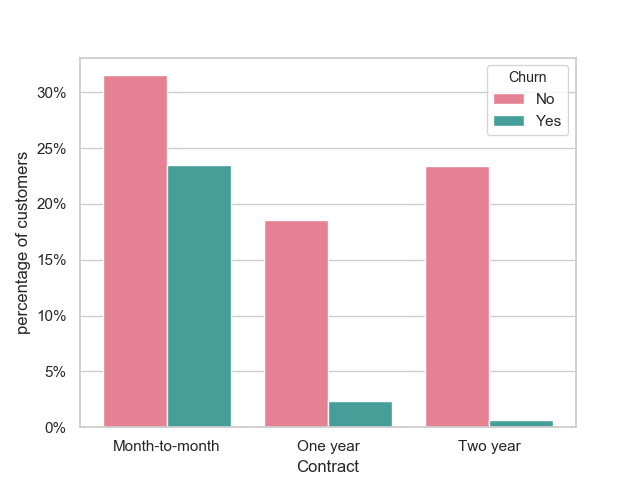 Churn
No
Yes
30%
25%
20%
15%
10%
5%
0%
percentage of customers
Month-to-month
One year
Two year
Contract